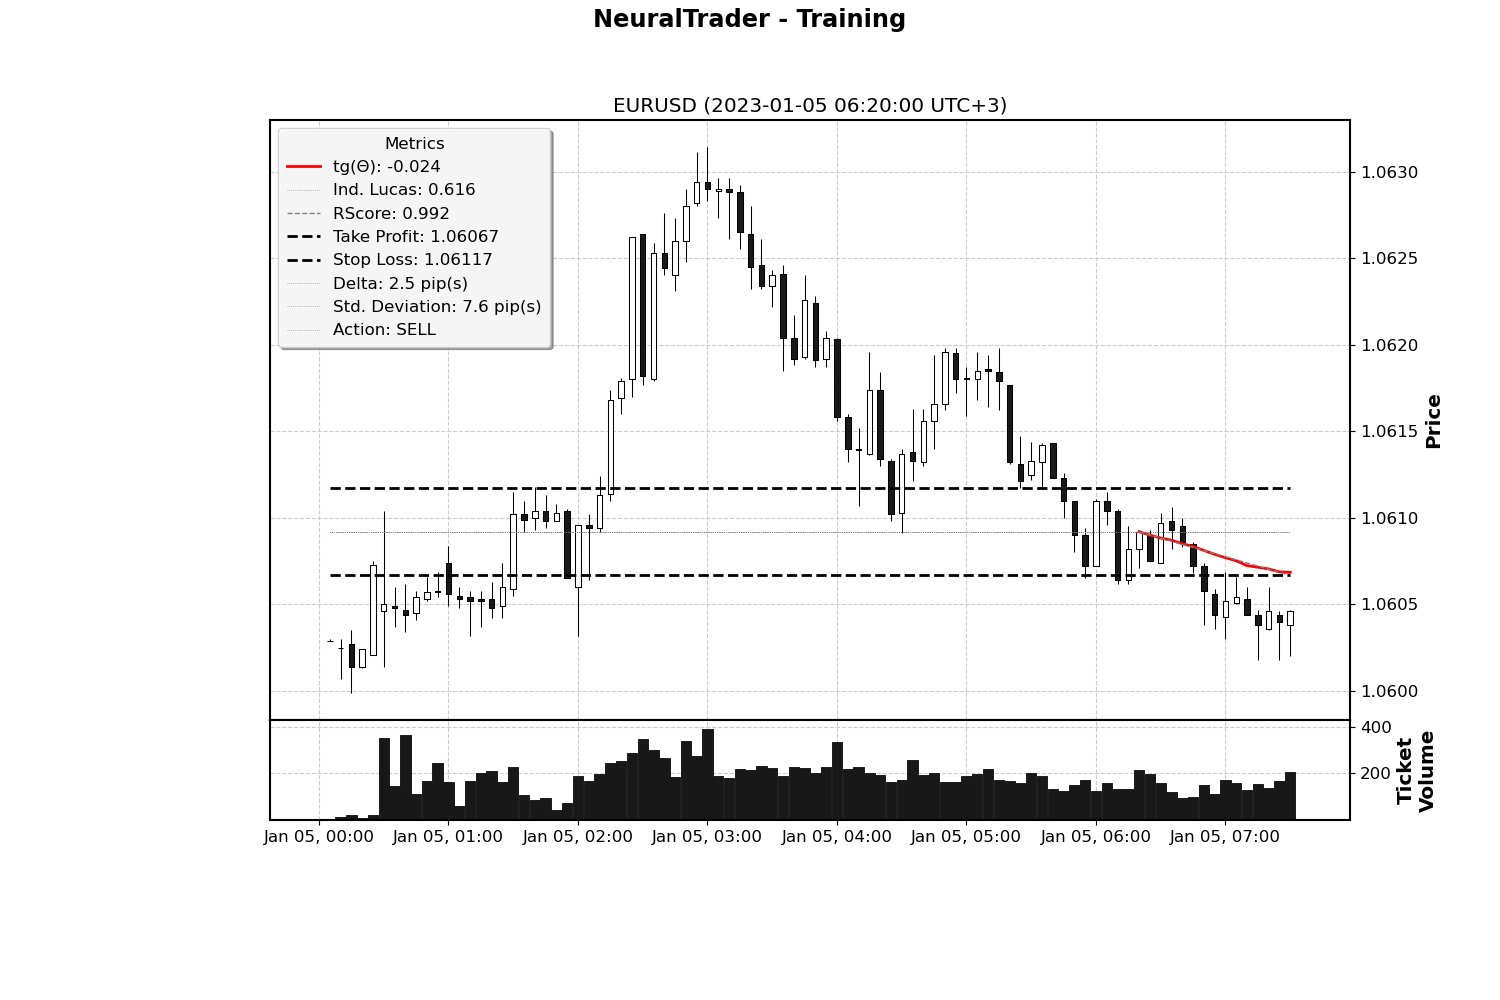 NeuralTrader - Training
EURUSD (2023-01-05 06:20:00 UTC+3)
Metrics
tg(Θ): -0.024
Ind. Lucas: 0.616
RScore: 0.992
Take Profit: 1.06067
Stop Loss: 1.06117
Delta: 2.5 pip(s)
Std. Deviation: 7.6 pip(s)
Action: SELL
1.0630
1.0625
1.0620
1.0615
1.0610
1.0605
1.0600
Price
400
200
Ticket
Volume
Jan 05, 00:00
Jan 05, 01:00
Jan 05, 02:00
Jan 05, 03:00
Jan 05, 04:00
Jan 05, 05:00
Jan 05, 06:00
Jan 05, 07:00